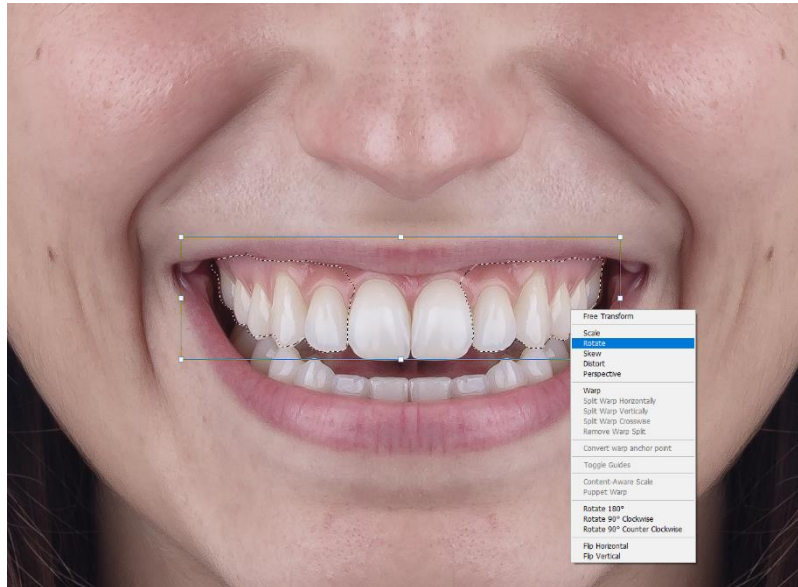 Free Transform
Scale
Rotate
Skew
Distort
Perspective
Warp
Split Warp Horizontally
Split Warp Vertically
Split Warp Crosswise
Remove Warp Split
Convert warp anchor point
Toggle Guides
Content-Aware Scale
Puppet Warp
Rotate 180°
Rotate 90° Clockwise
Rotate 90° Counter Clockwise
Flip Horizontal
Flip Vertical